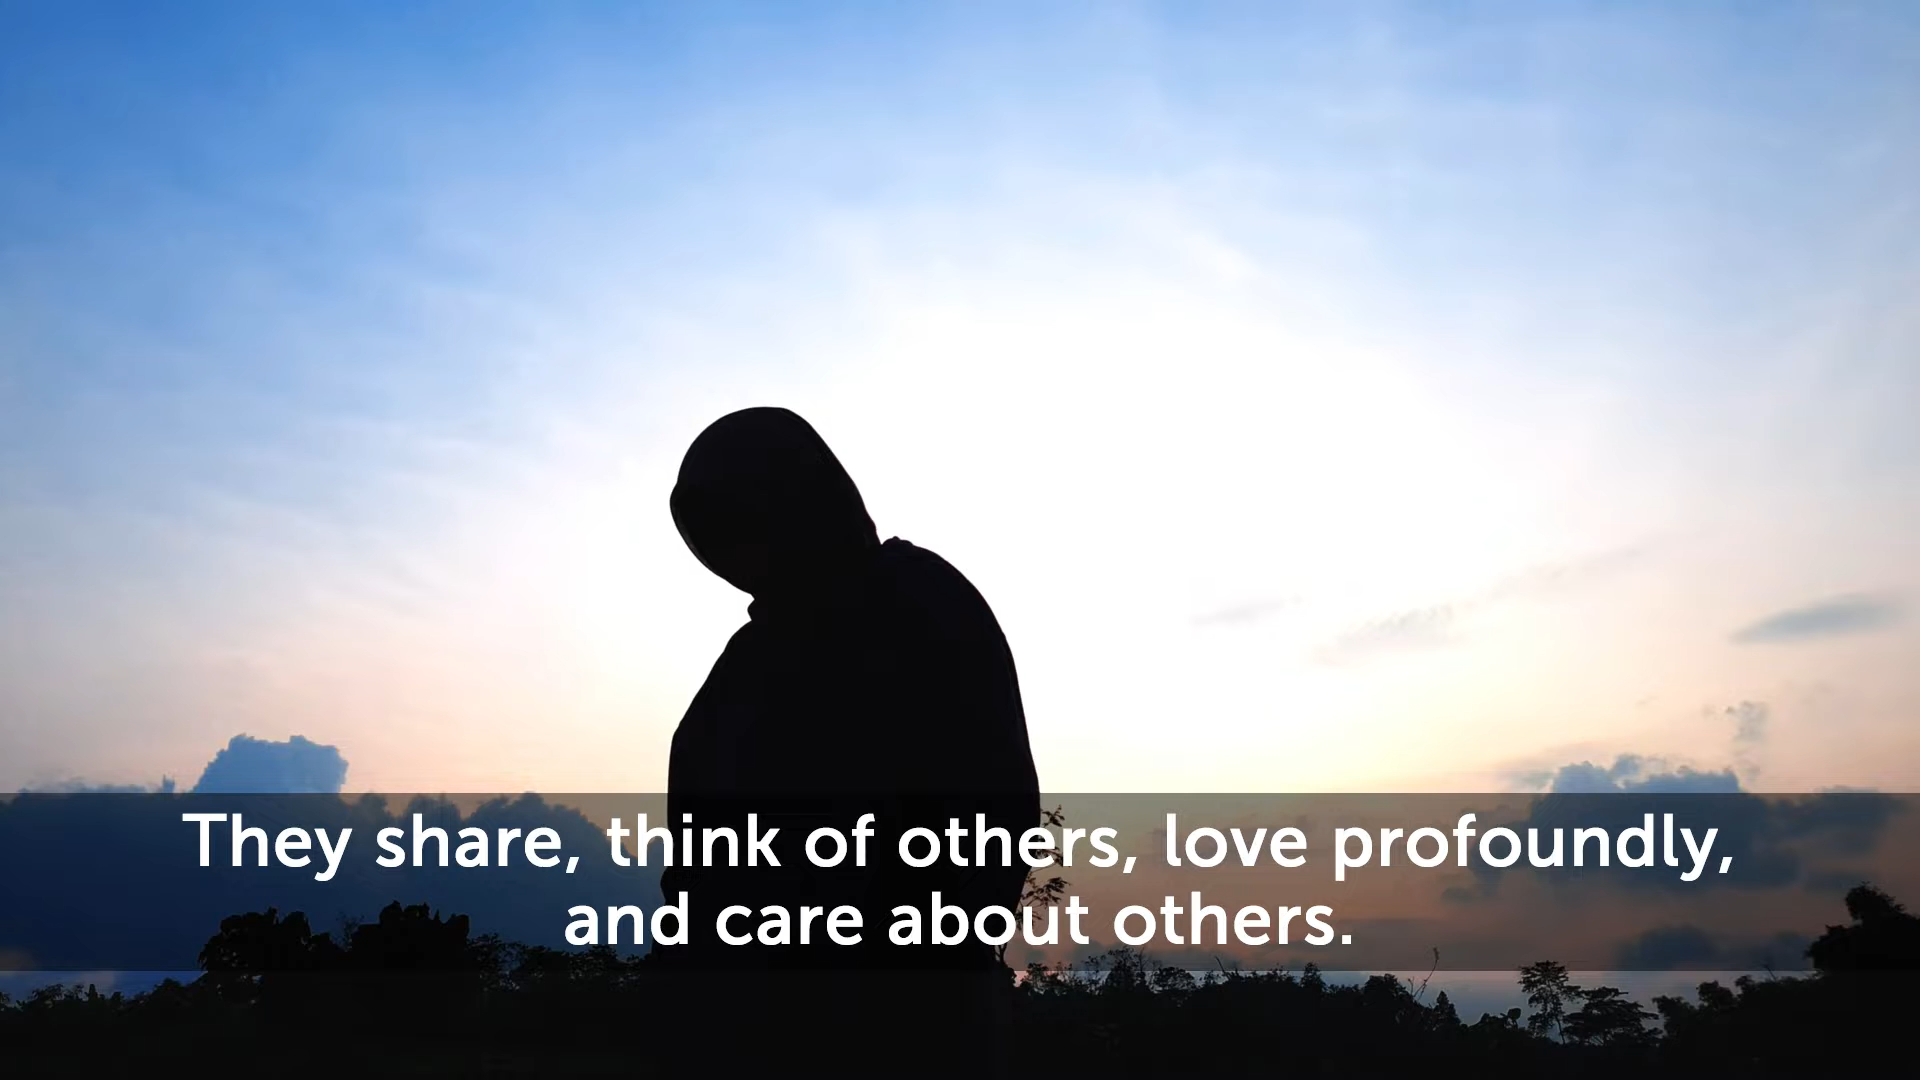 They share, think of others, love profoundly,
and care about others.